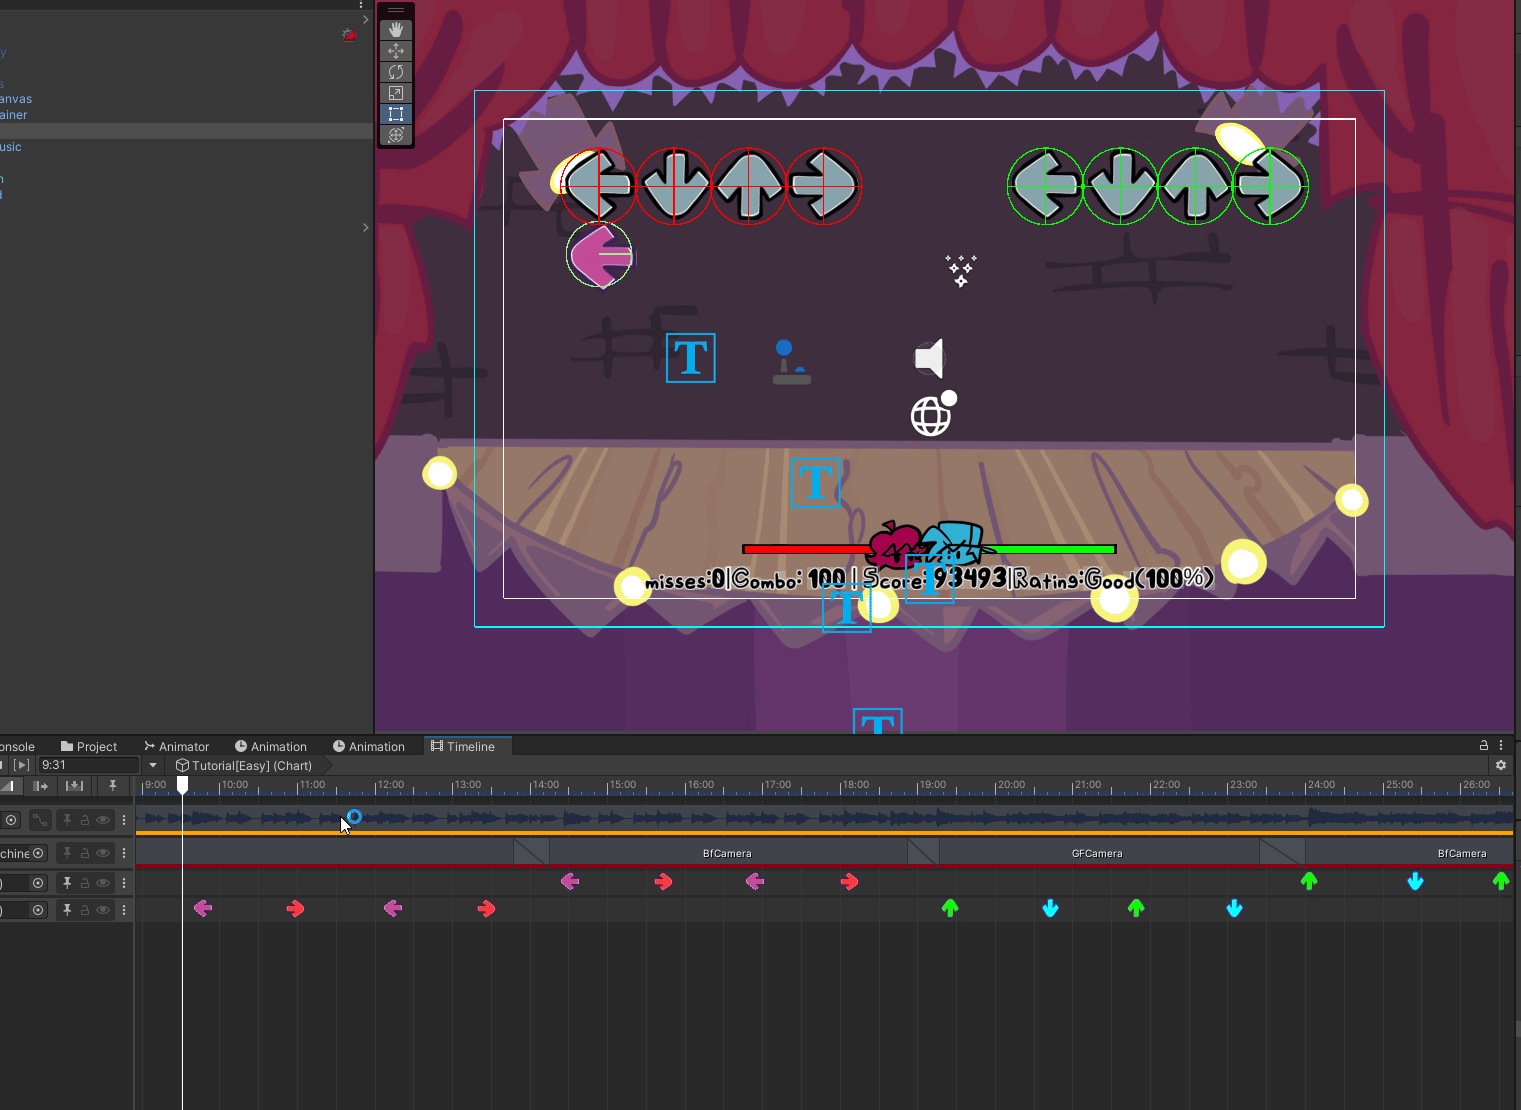 y
s
anvas
ainer
usic
n
d
T
T
T
misses:0|Combo: 100 | Score:93493|Rating:Good(100%)
T
T
onsole
Project
Animator
Animation
Animation
Timeline
9:31
Tutorial[Easy] (Chart)
9:00 10:00 11:00 12:00 13:00 14:00 15:00 16:00 17:00 18:00 19:00 20:00 21:00 22:00 23:00 24:00 25:00 26:00
chine
BfCamera
GFCamera
BfCamera
)
)